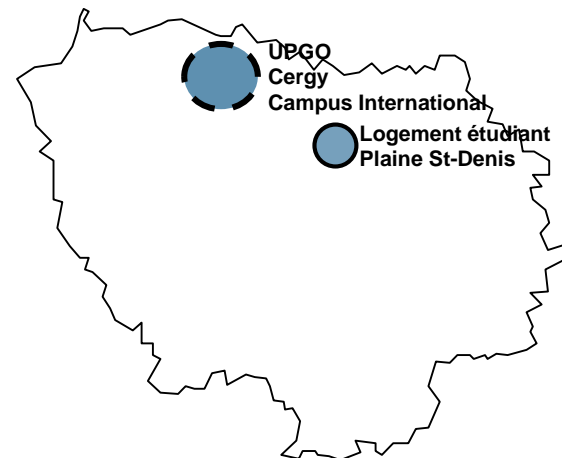 UPGO
Cergy
Campus International
Logement étudiant
Plaine St-Denis